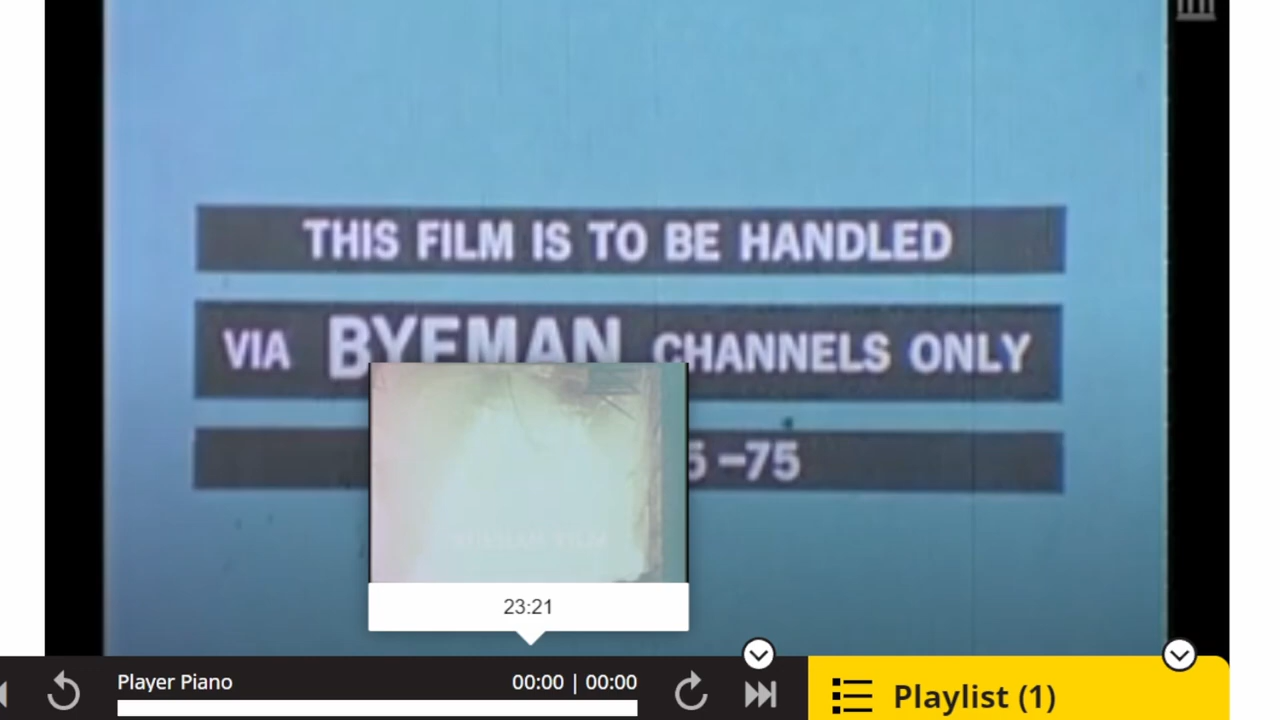 THIS FILM IS TO BE HANDLED
VIA BYEMAN CHANNELS ONLY
5-75
23:21
Player Piano 00:00 | 00:00
Playlist (1)